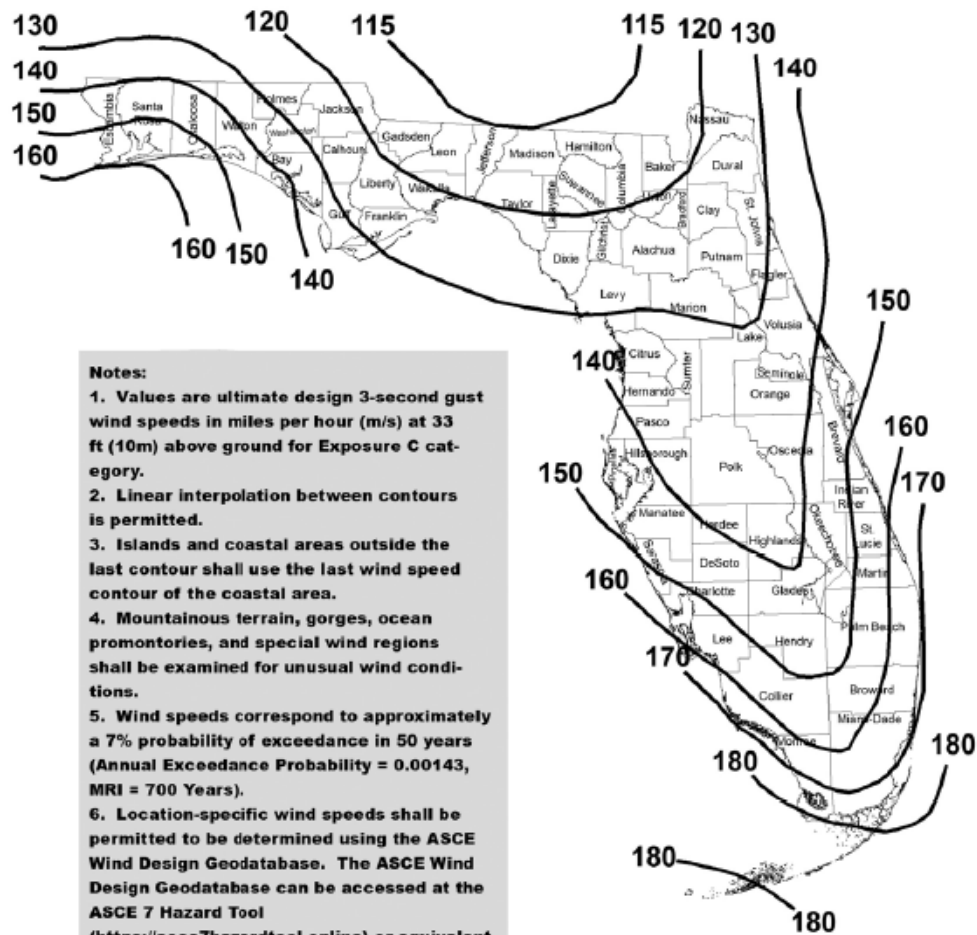 130
120
115
115
120
130
140
140
150
160
160
150
140
Escambia
Santa
Rosa
Okaloosa
Walton
Holmes
Washington
Jackson
Bay
Calhoun
Gulf
Liberty
Franklin
Gadsden
Leon
Wakulla
Jefferson
Madison
Taylor
Hamilton
Suwannee
Lafayette
Columbia
Dixie
Gilchrist
Baker
Union
Bradford
Alachua
Nassau
Duval
Clay
St. Johns
Putnam
Flagler
Levy
Marion
Volusia
Lake
150
140
Citrus
Sumter
Hernando
Seminole
Orange
Pasco
Brevard
160
Hillsborough
Pinellas
Polk
Osceola
150
170
Indian
River
Manatee
Hardee
Highlands
Okeechobee
St.
Lucie
Sarasota
DeSoto
Martin
160
Charlotte
Glades
Palm Beach
Lee
Hendry
170
Collier
Broward
Miami-Dade
Monroe
180
180
180
180
Notes:
1. Values are ultimate design 3-second gust
wind speeds in miles per hour (m/s) at 33
ft (10m) above ground for Exposure C cat-
egory.
2. Linear interpolation between contours
is permitted.
3. Islands and coastal areas outside the
last contour shall use the last wind speed
contour of the coastal area.
4. Mountainous terrain, gorges, ocean
promontories, and special wind regions
shall be examined for unusual wind condi-
tions.
5. Wind speeds correspond to approximately
a 7% probability of exceedance in 50 years
(Annual Exceedance Probability = 0.00143,
MRI = 700 Years).
6. Location-specific wind speeds shall be
permitted to be determined using the ASCE
Wind Design Geodatabase. The ASCE Wind
Design Geodatabase can be accessed at the
ASCE 7 Hazard Tool
(https://asce7hazardtool.online) or equivalent